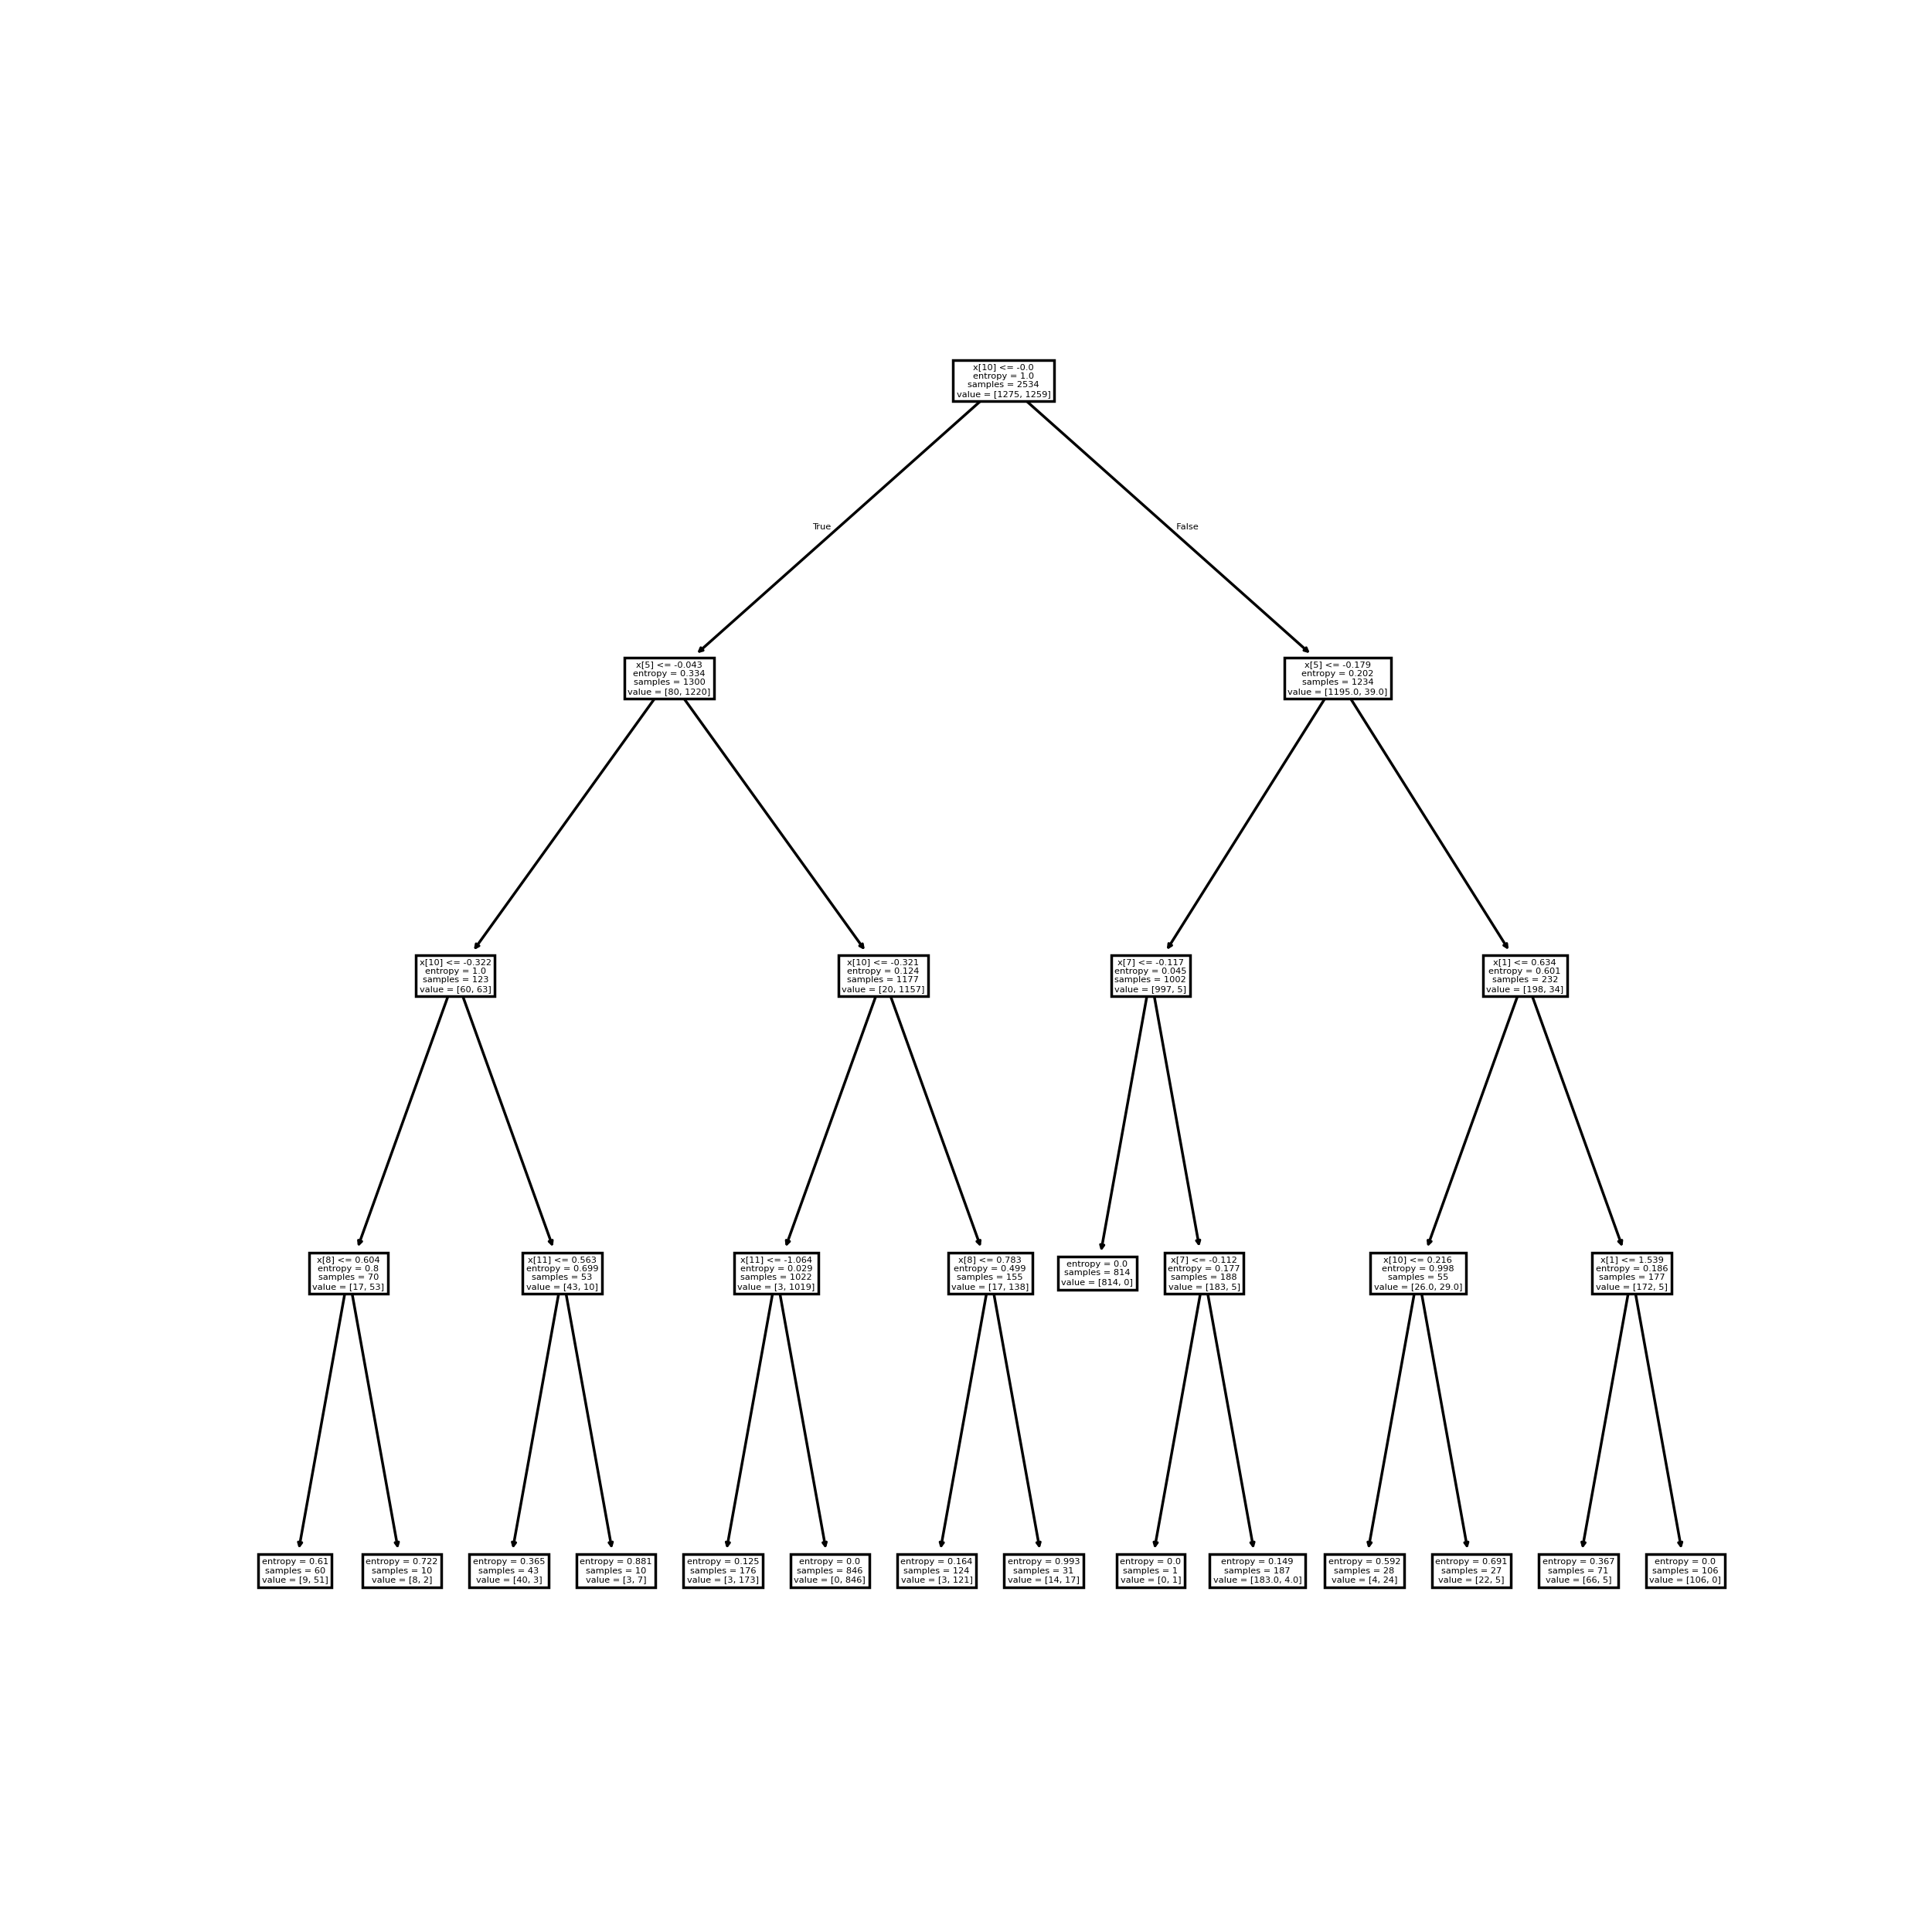 x[10] <= -0.0
entropy = 1.0
samples = 2534
value = [1275, 1259]
True
False
x[5] <= -0.043
entropy = 0.334
samples = 1300
value = [80, 1220]
x[5] <= -0.179
entropy = 0.202
samples = 1234
value = [1195.0, 39.0]
x[10] <= -0.322
entropy = 1.0
samples = 123
value = [60, 63]
x[10] <= -0.321
entropy = 0.124
samples = 1177
value = [20, 1157]
x[7] <= -0.117
entropy = 0.045
samples = 1002
value = [997, 5]
x[1] <= 0.634
entropy = 0.601
samples = 232
value = [198, 34]
x[8] <= 0.604
entropy = 0.8
samples = 70
value = [17, 53]
x[11] <= 0.563
entropy = 0.699
samples = 53
value = [43, 10]
x[11] <= -1.064
entropy = 0.029
samples = 1022
value = [3, 1019]
x[8] <= 0.783
entropy = 0.499
samples = 155
value = [17, 138]
entropy = 0.0
samples = 814
value = [814, 0]
x[7] <= -0.112
entropy = 0.177
samples = 188
value = [183, 5]
x[10] <= 0.216
entropy = 0.998
samples = 55
value = [26.0, 29.0]
x[1] <= 1.539
entropy = 0.186
samples = 177
value = [172, 5]
entropy = 0.61
samples = 60
value = [9, 51]
entropy = 0.722
samples = 10
value = [8, 2]
entropy = 0.365
samples = 43
value = [40, 3]
entropy = 0.881
samples = 10
value = [3, 7]
entropy = 0.125
samples = 176
value = [3, 173]
entropy = 0.0
samples = 846
value = [0, 846]
entropy = 0.164
samples = 124
value = [3, 121]
entropy = 0.993
samples = 31
value = [14, 17]
entropy = 0.0
samples = 1
value = [0, 1]
entropy = 0.149
samples = 187
value = [183.0, 4.0]
entropy = 0.592
samples = 28
value = [4, 24]
entropy = 0.691
samples = 27
value = [22, 5]
entropy = 0.367
samples = 71
value = [66, 5]
entropy = 0.0
samples = 106
value = [106, 0]